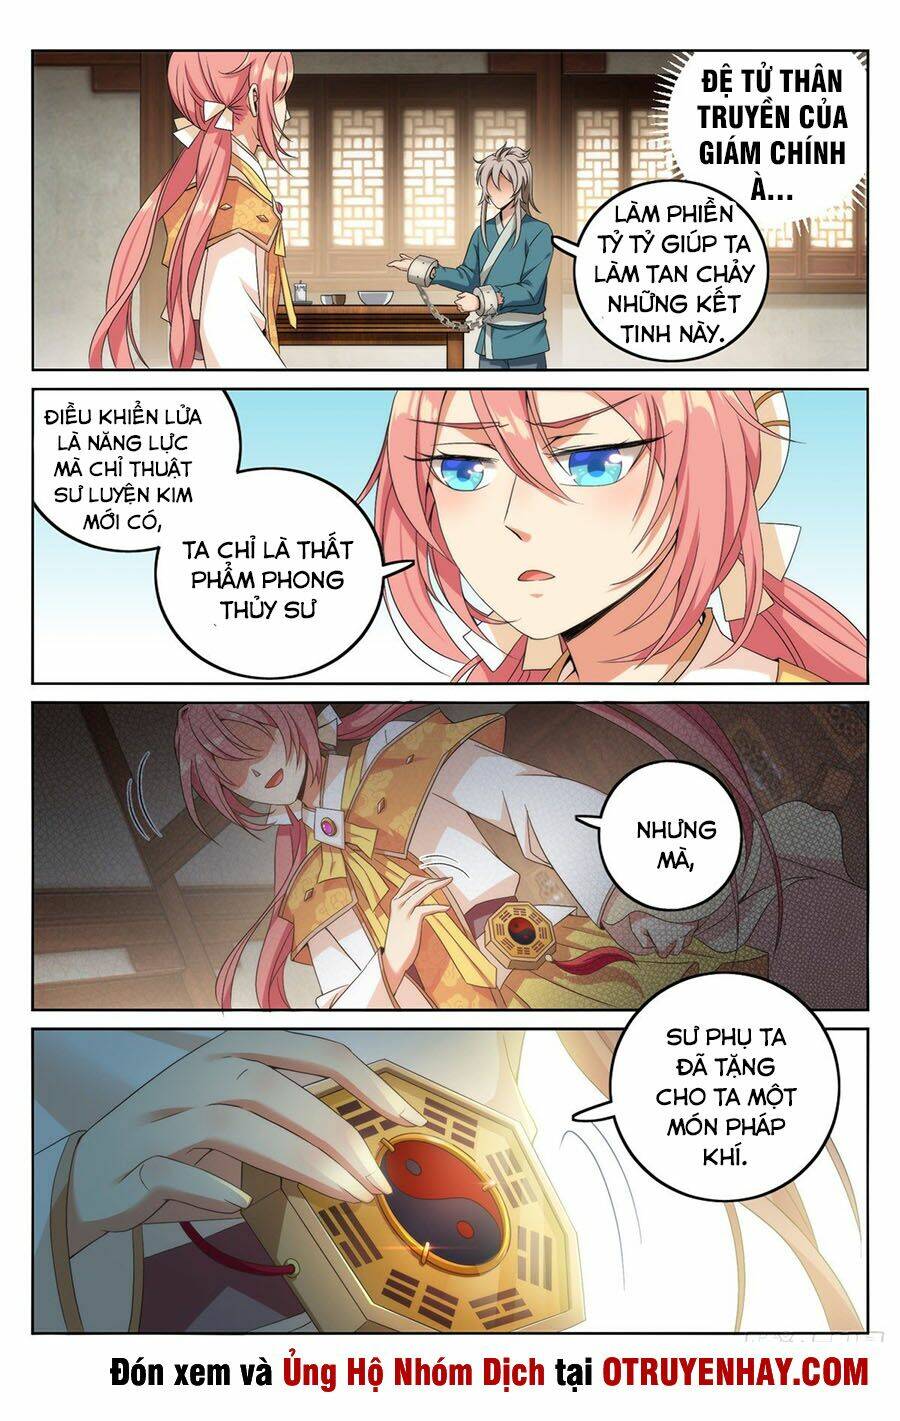 ĐỆ TỬ THÂN
TRUYỀN CỦA
GIÁM CHÍNH
À...
LÀM PHIỀN
TỶ TỶ GIÚP TA
LÀM TAN CHẢY
NHỮNG KẾT
TINH NÀY.
ĐIỀU KHIỂN LỬA
LÀ NĂNG LỰC
MÀ CHỈ THUẬT
SƯ LUYỆN KIM
MỚI CÓ,
TA CHỈ LÀ THẤT
PHẨM PHONG
THỦY SƯ
NHƯNG
MÀ,
SƯ PHỤ TA
ĐÃ TẶNG
CHO TA MỘT
MÓN PHÁP
KHÍ.
Đón xem và Ủng Hộ Nhóm Dịch tại OTRUYENHAY.COM